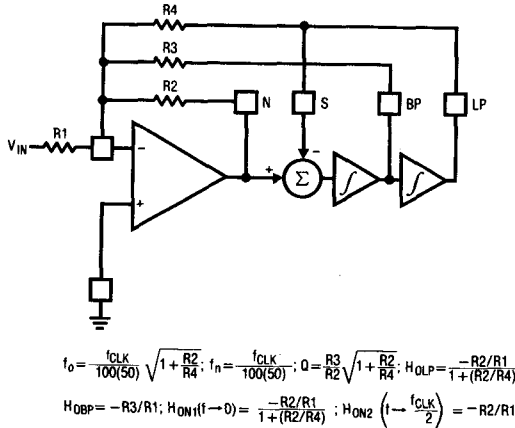 R4
R3
R2
N
S
BP
LP
R1
V_IN
−
+
−
+
Σ
∫
∫
f_o = f_CLK/100(50) √(1+R2/R4); f_n = f_CLK/100(50); Q = R3/R2 √(1+R2/R4); H_OLP = −R2/R1 / 1+(R2/R4)
H_OBP = −R3/R1; H_ON1(f→0) = −R2/R1 / 1+(R2/R4); H_ON2 (f→ f_CLK/2) = −R2/R1